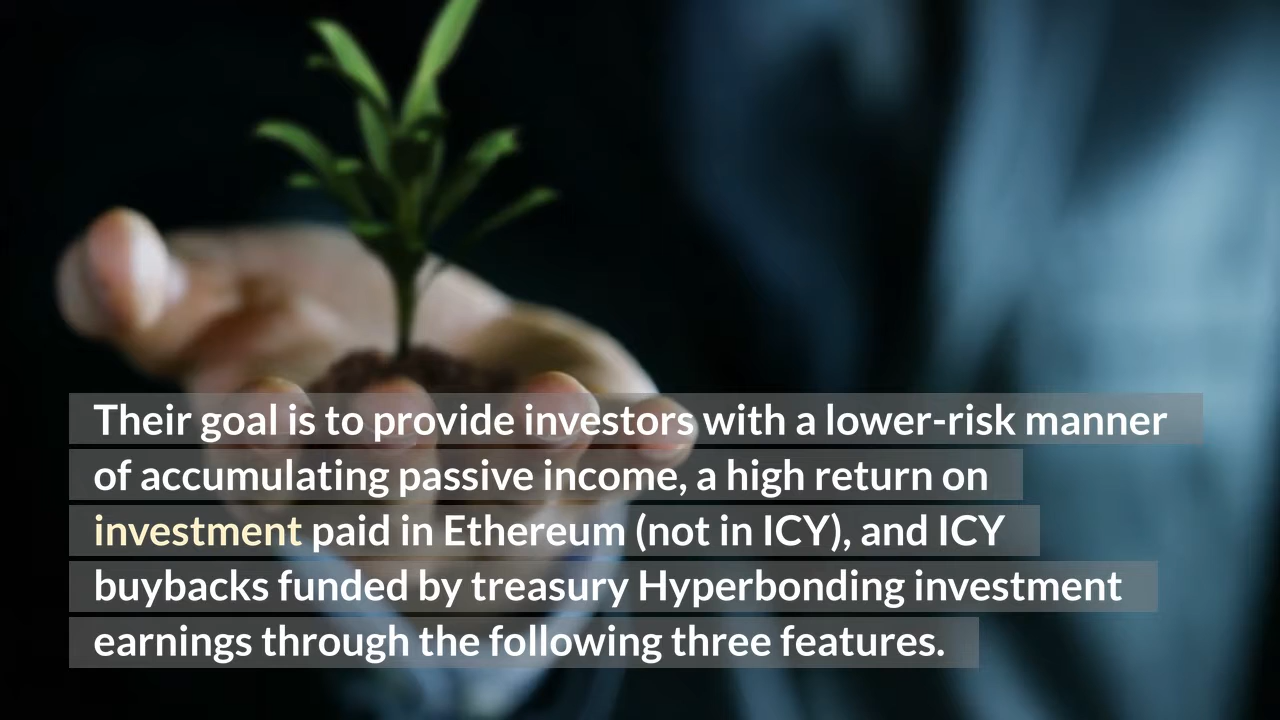 Their goal is to provide investors with a lower-risk manner
of accumulating passive income, a high return on
investment paid in Ethereum (not in ICY), and ICY
buybacks funded by treasury Hyperbonding investment
earnings through the following three features.